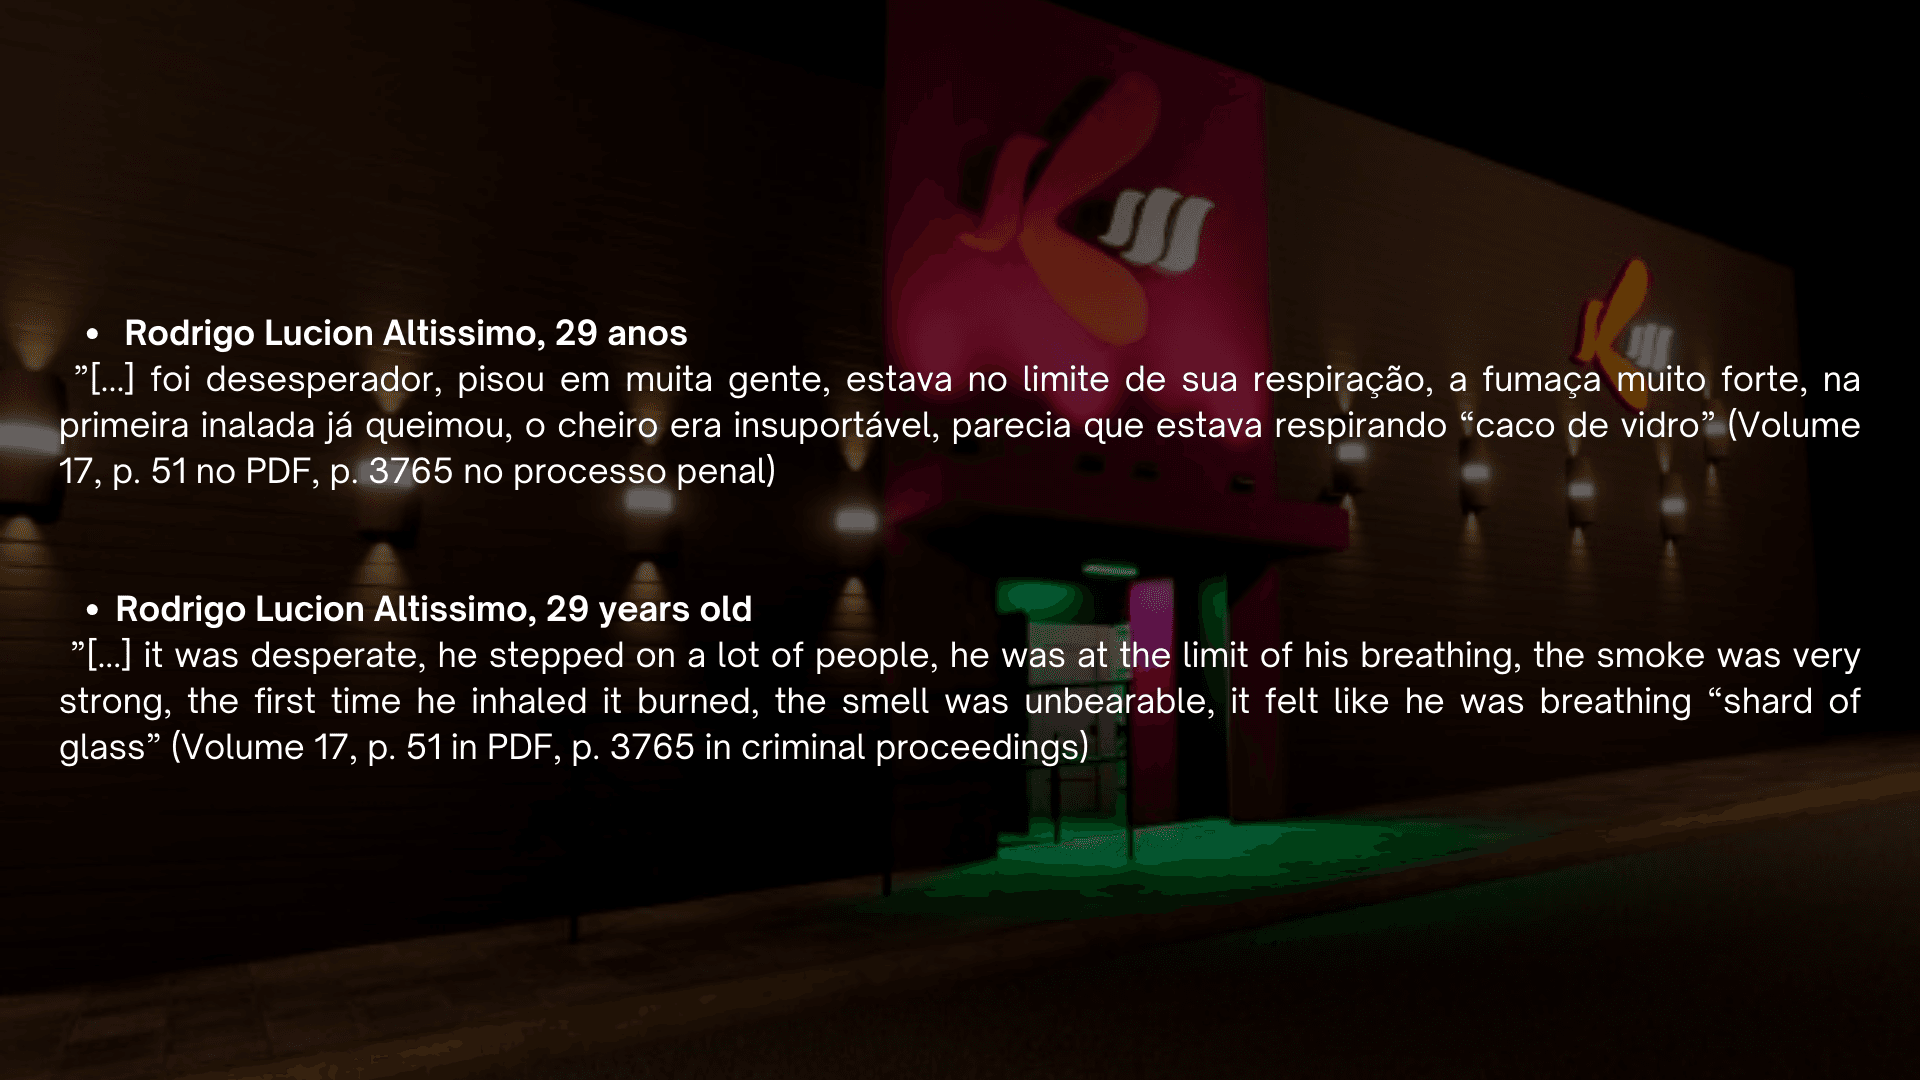 • Rodrigo Lucion Altissimo, 29 anos
”[...] foi desesperador, pisou em muita gente, estava no limite de sua respiração, a fumaça muito forte, na
primeira inalada já queimou, o cheiro era insuportável, parecia que estava respirando “caco de vidro” (Volume
17, p. 51 no PDF, p. 3765 no processo penal)
• Rodrigo Lucion Altissimo, 29 years old
”[...] it was desperate, he stepped on a lot of people, he was at the limit of his breathing, the smoke was very
strong, the first time he inhaled it burned, the smell was unbearable, it felt like he was breathing “shard of
glass” (Volume 17, p. 51 in PDF, p. 3765 in criminal proceedings)